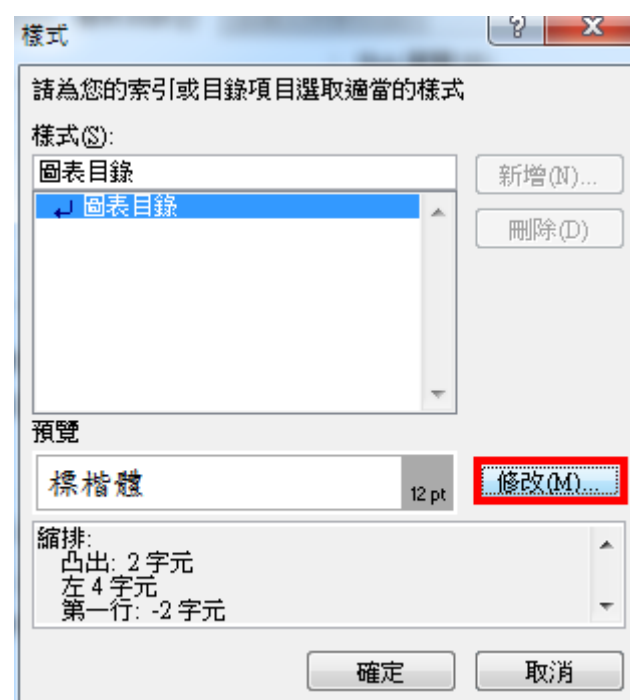 樣式
請為您的索引或目錄項目選取適當的樣式
樣式(S):
圖表目錄
新增(N)...
圖表目錄
刪除(D)
預覽
標楷體
12 pt
修改(M)...
縮排:
凸出: 2 字元
左 4 字元
第一行: -2 字元
確定
取消